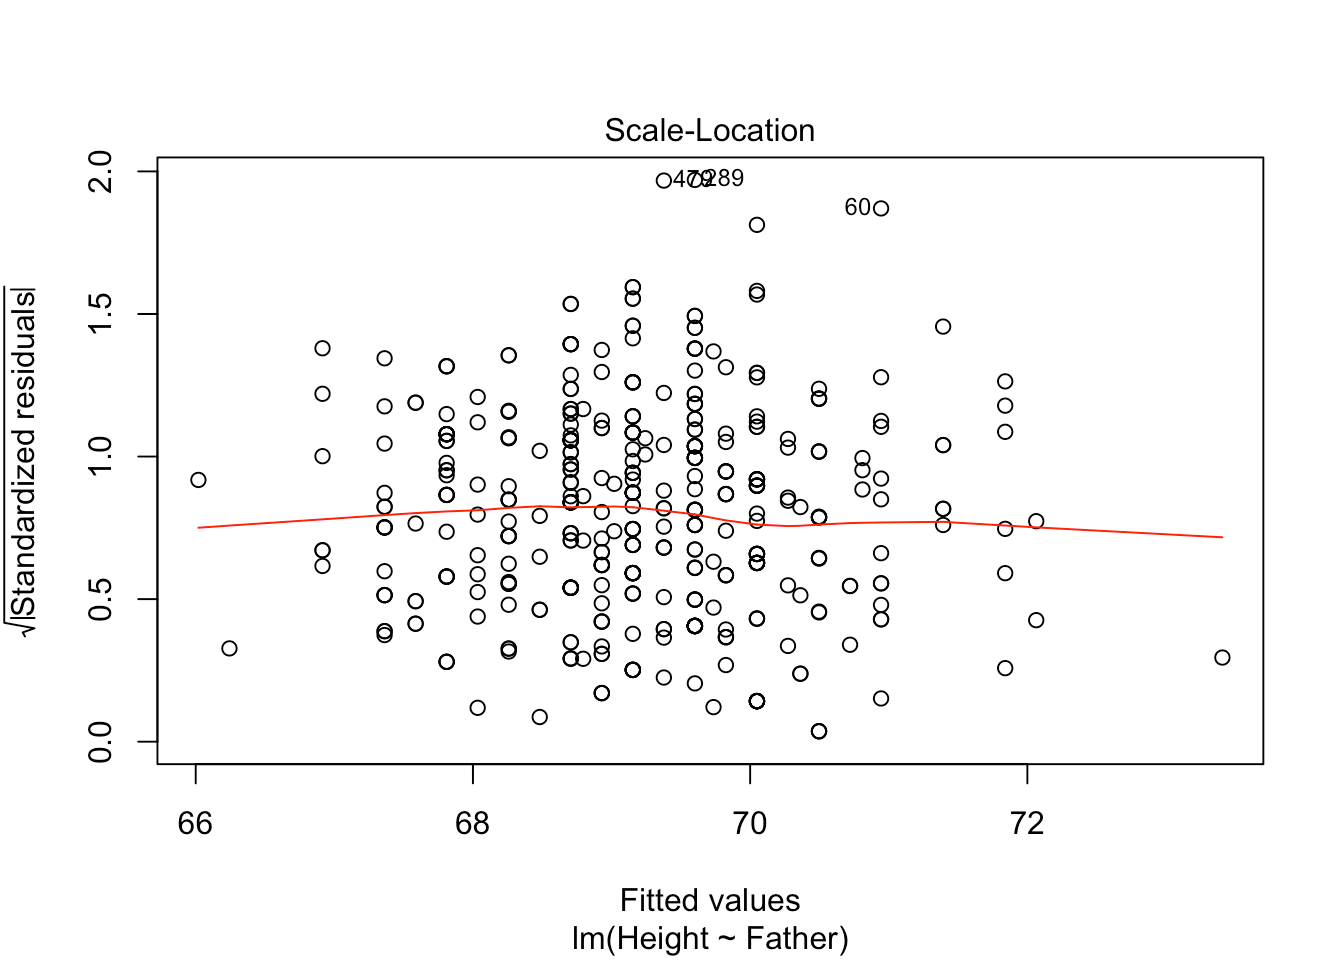 Scale-Location
2.0
1.5
1.0
0.5
0.0
√|Standardized residuals|
479
289
60
66 68 70 72
Fitted values
lm(Height ~ Father)